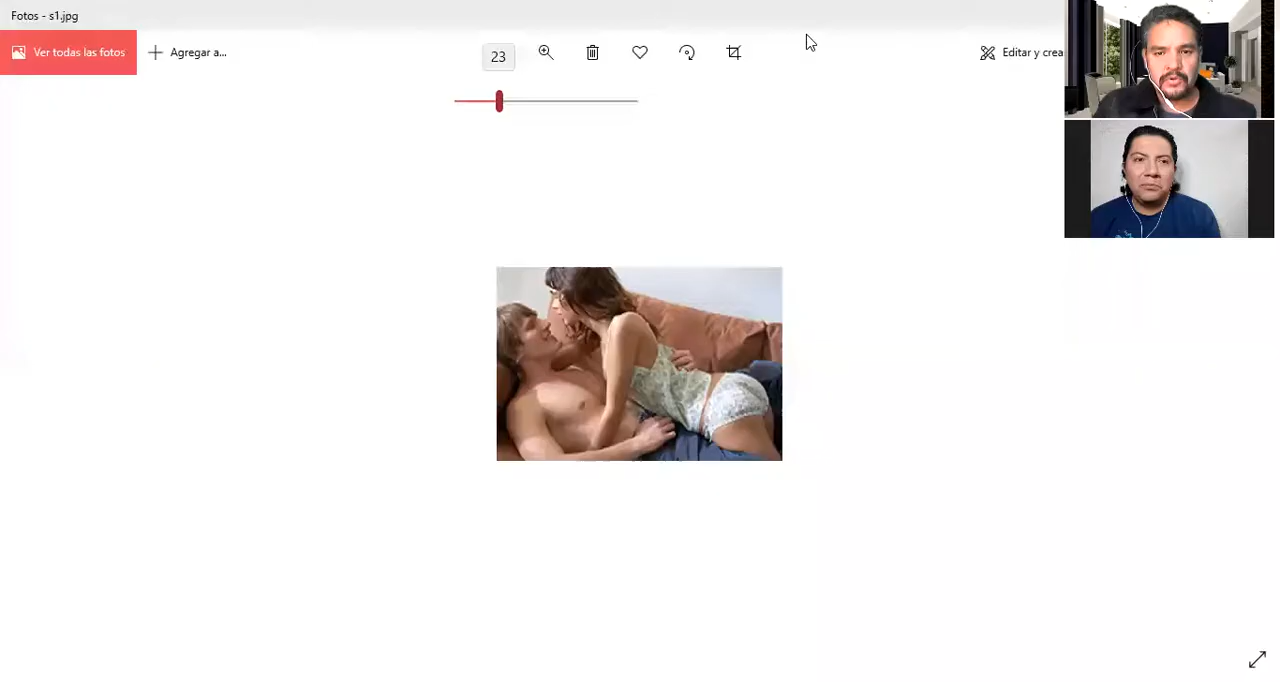 Fotos - s1.jpg
Ver todas las fotos
Agregar a...
23
Editar y crea